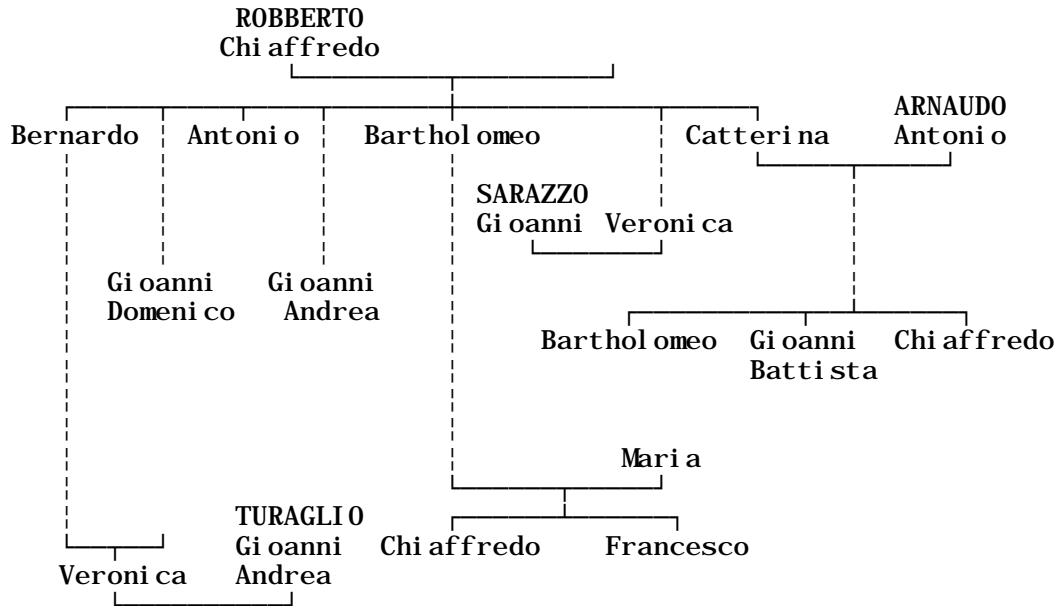 ROBBERTO
Chiaffredo
ARNAUDO
Bernardo Antonio Bartholomeo Catterina Antonio
SARAZZO
Gioanni Veronica
Gioanni Gioanni
Domenico Andrea
Bartholomeo Gioanni Chiaffredo
Battista
Maria
TURAGLIO
Gioanni Chiaffredo Francesco
Veronica Andrea